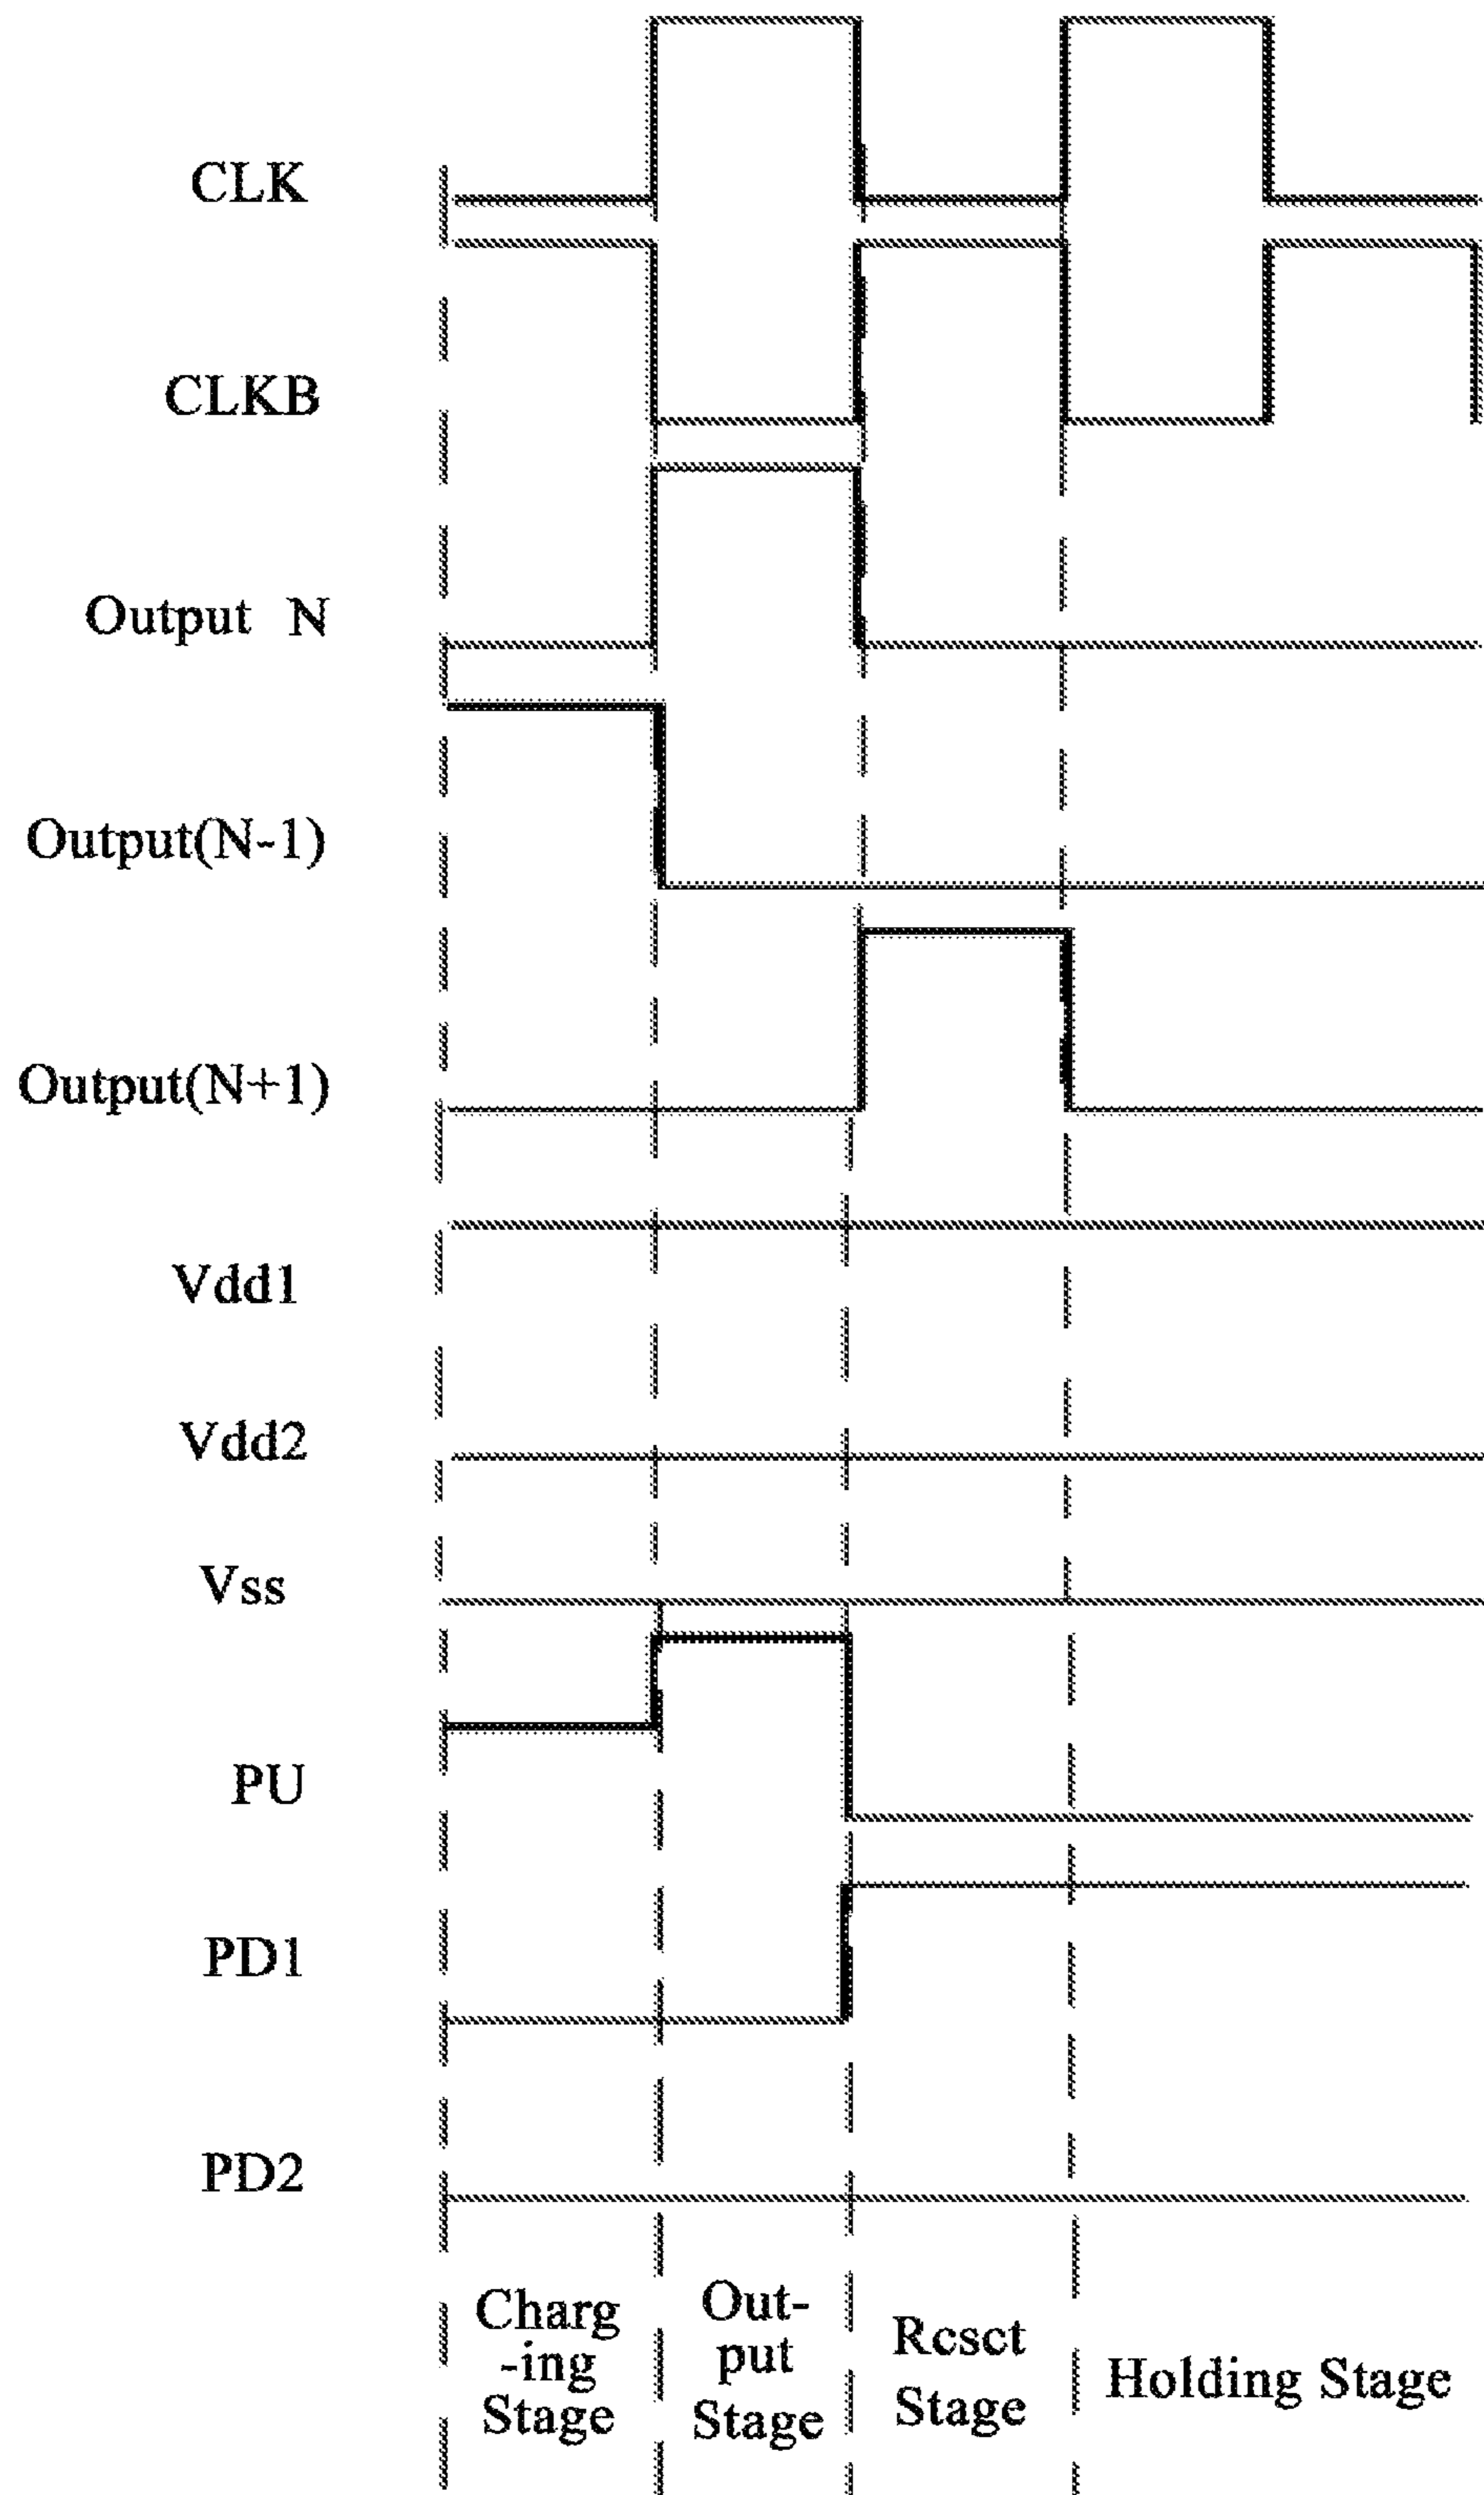 CLK
CLKB
Output N
Output(N-1)
Output(N+1)
Vdd1
Vdd2
Vss
PU
PD1
PD2
Charg
-ing
Stage
Out-
put
Stage
Reset
Stage
Holding Stage